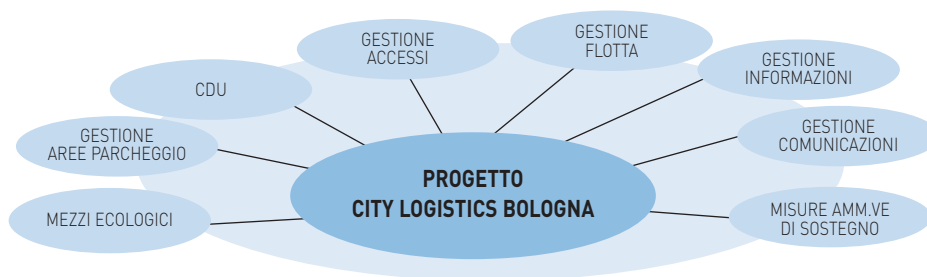 GESTIONE
ACCESSI
GESTIONE
FLOTTA
GESTIONE
INFORMAZIONI
CDU
GESTIONE
AREE PARCHEGGIO
GESTIONE
COMUNICAZIONI
PROGETTO
CITY LOGISTICS BOLOGNA
MEZZI ECOLOGICI
MISURE AMM.VE
DI SOSTEGNO